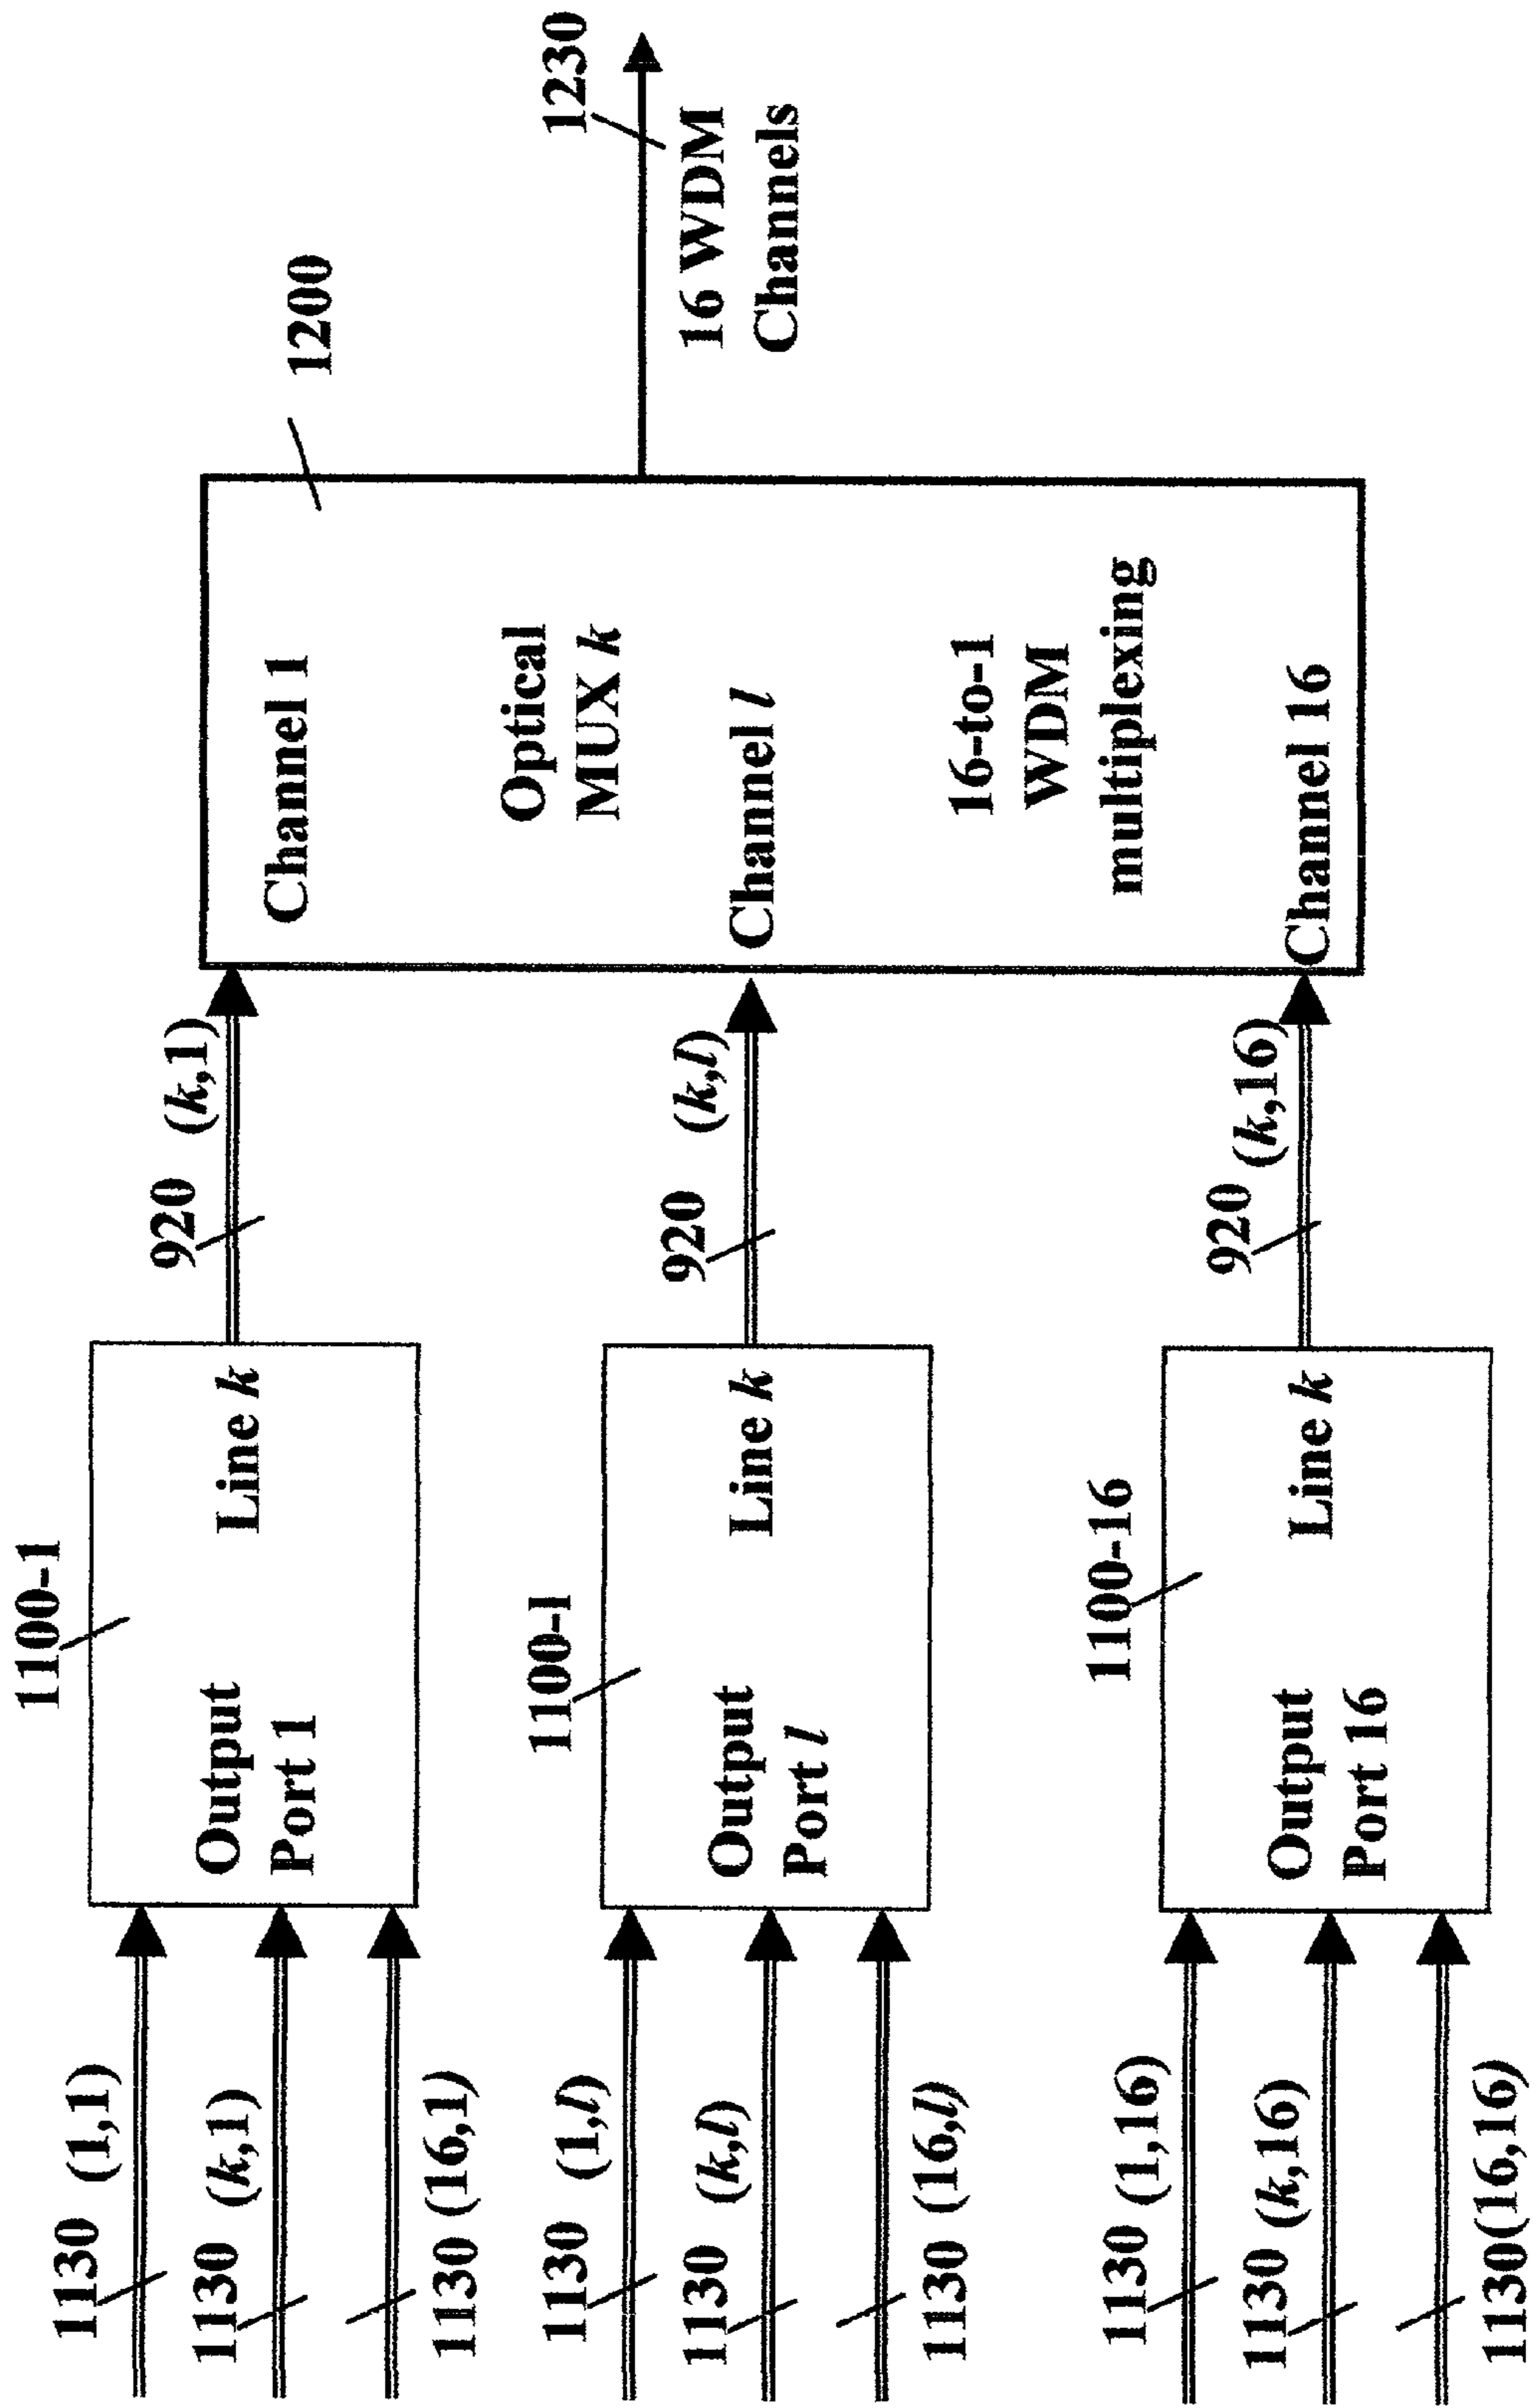 1130 (1,1)
1130 (k,1)
1130 (16,1)
1100-1
Output
Port 1
Line k
920 (k,1)
1130 (1,l)
1130 (k,l)
1130 (16,l)
1100-l
Output
Port l
Line k
920 (k,l)
1130 (1,16)
1130 (k,16)
1130(16,16)
1100-16
Output
Port 16
Line k
920 (k,16)
1200
Channel 1
Optical
MUX k
Channel l
16-to-1
WDM
multiplexing
Channel 16
1230
16 WDM
Channels